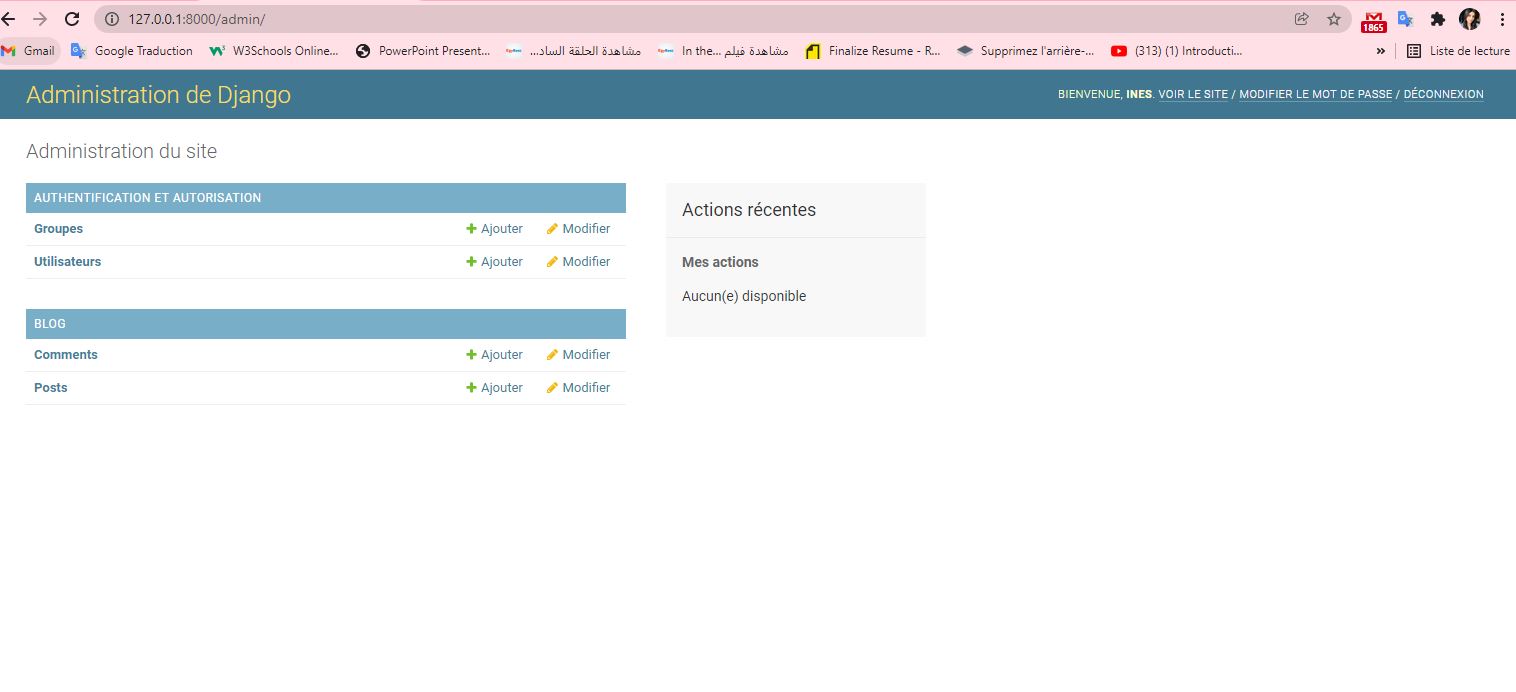 127.0.0.1:8000/admin/
1865
Gmail
Google Traduction
W3Schools Online...
PowerPoint Present...
مشاهدة الحلقة الساد...
In the... مشاهدة فيلم
Finalize Resume - R...
Supprimez l'arrière-...
(313) (1) Introducti...
»
Liste de lecture
Administration de Django
BIENVENUE, INES. VOIR LE SITE / MODIFIER LE MOT DE PASSE / DÉCONNEXION
Administration du site
AUTHENTIFICATION ET AUTORISATION
Groupes Ajouter Modifier
Utilisateurs Ajouter Modifier
BLOG
Comments Ajouter Modifier
Posts Ajouter Modifier
Actions récentes
Mes actions
Aucun(e) disponible